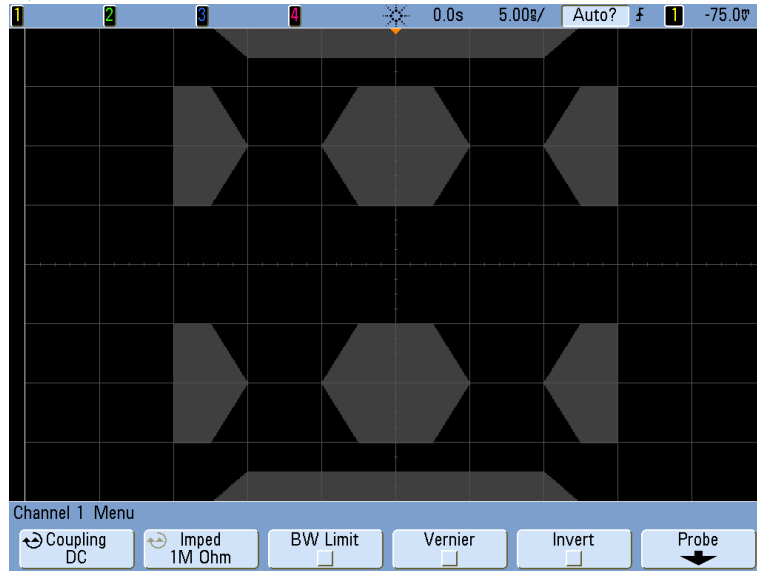 1 2 3 4 0.0s 5.00s/ Auto? 1 -75.0V
Channel 1 Menu
Coupling Imped BW Limit Vernier Invert Probe
DC 1M Ohm